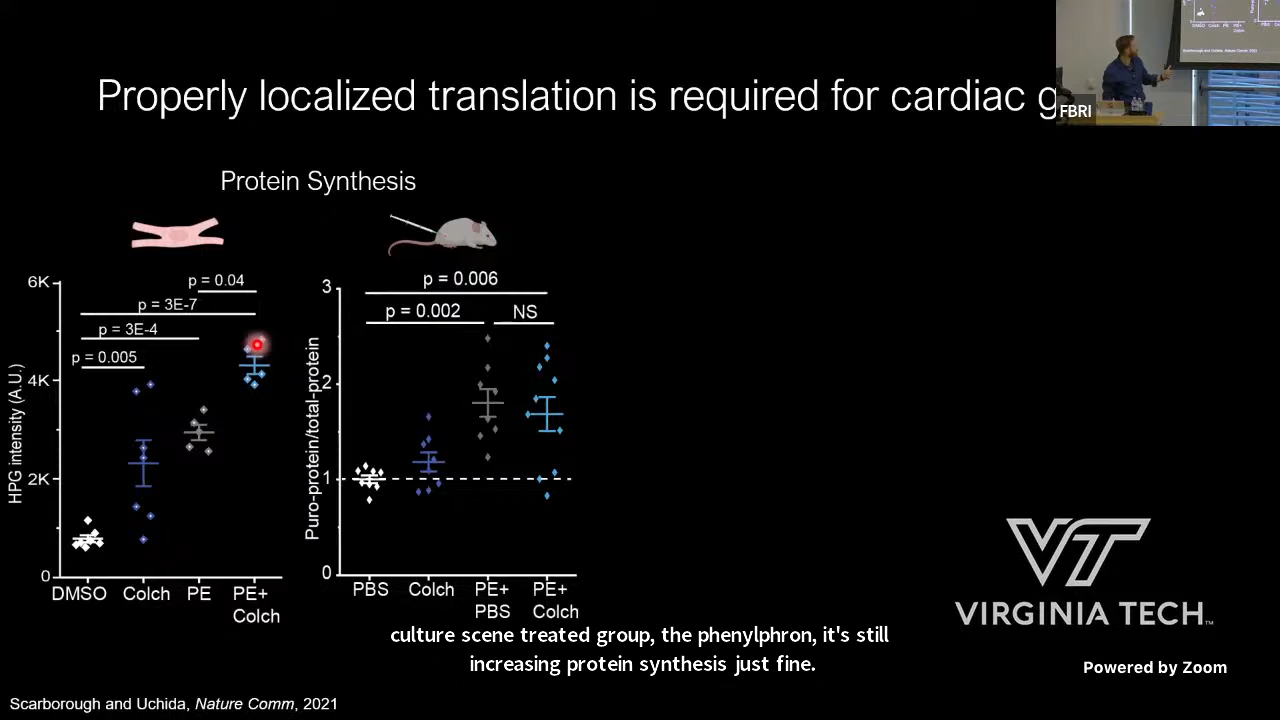 Properly localized translation is required for cardiac g
FBRI
Protein Synthesis
6K
4K
2K
0
HPG intensity (A.U.)
p = 0.04
p = 3E-7
p = 3E-4
p = 0.005
DMSO
Colch
PE
PE+
Colch
3
2
1
0
Puro-protein/total-protein
p = 0.006
p = 0.002
NS
PBS
Colch
PE+
PBS
PE+
Colch
culture scene treated group, the phenylphron, it's still
increasing protein synthesis just fine.
VT
VIRGINIA TECH™
Powered by Zoom
Scarborough and Uchida, Nature Comm, 2021